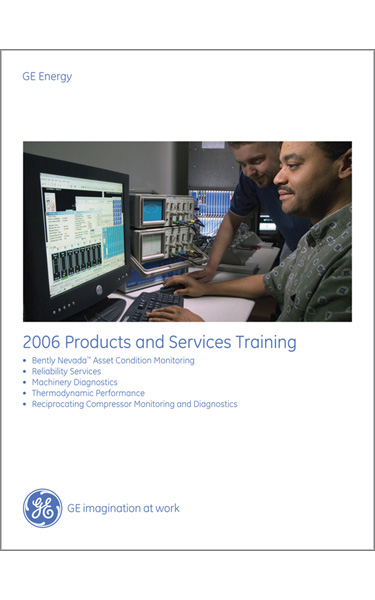 GE Energy
2006 Products and Services Training
• Bently Nevada™ Asset Condition Monitoring
• Reliability Services
• Machinery Diagnostics
• Thermodynamic Performance
• Reciprocating Compressor Monitoring and Diagnostics
GE imagination at work